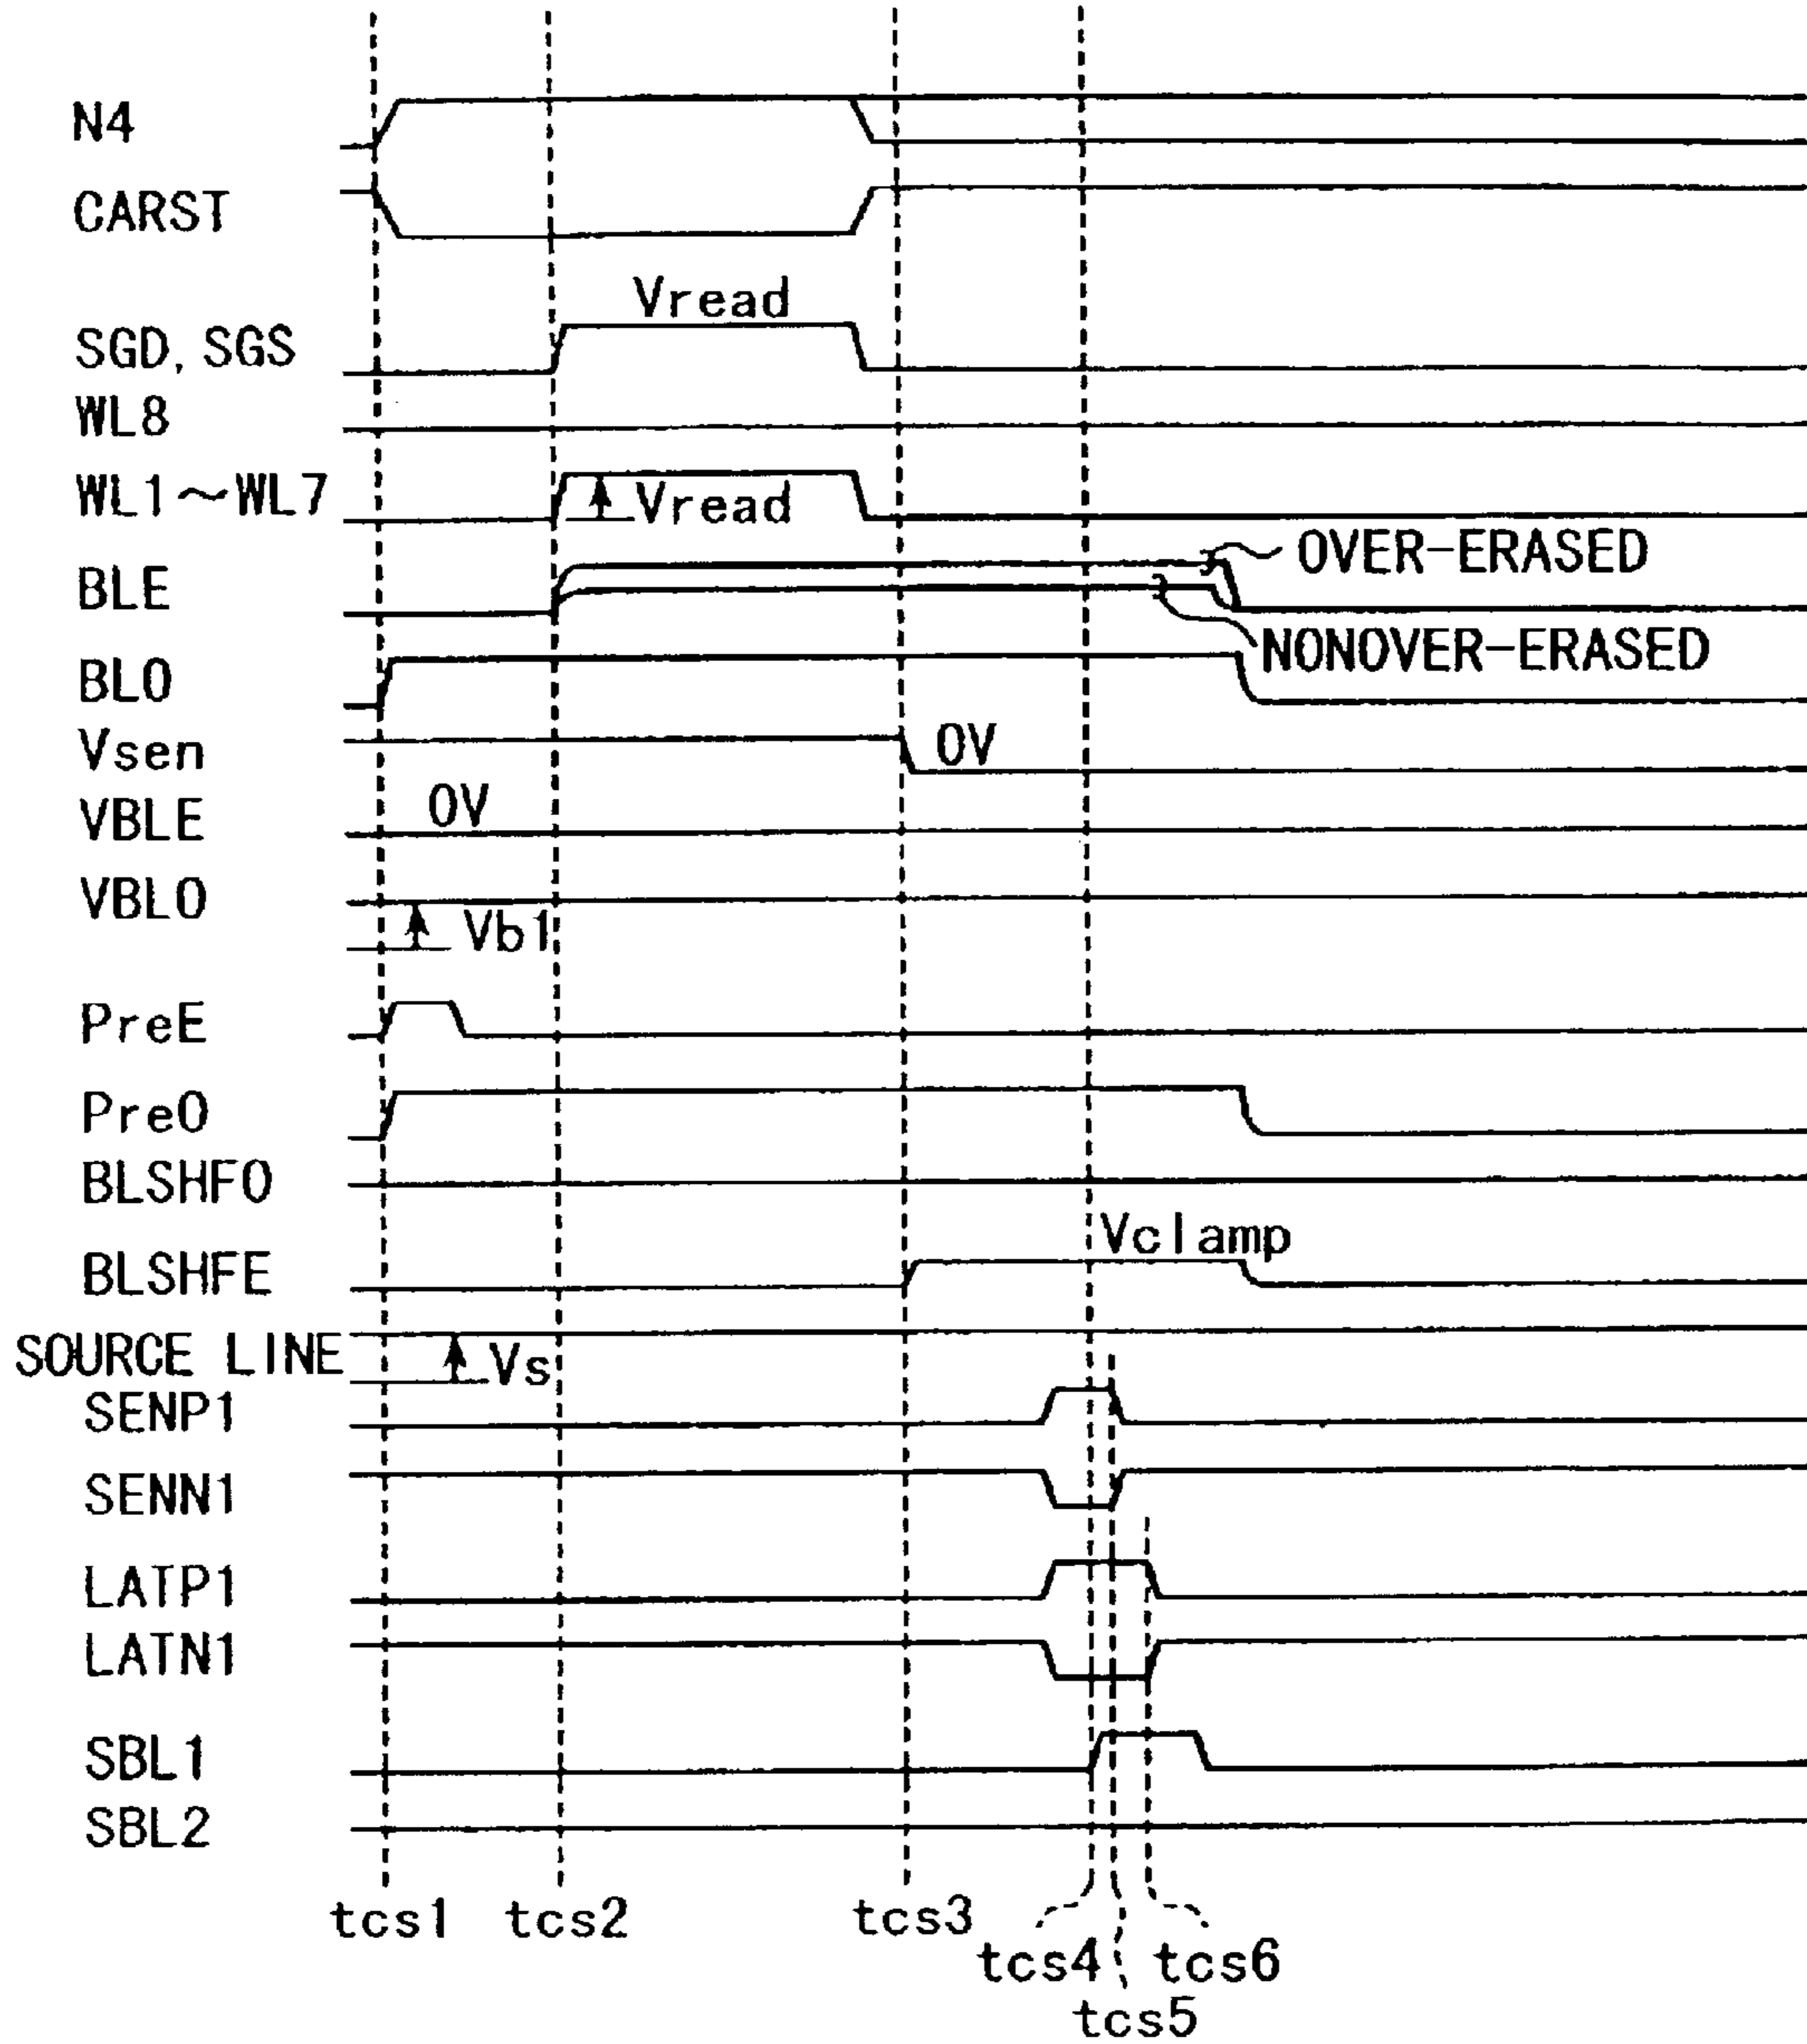 N4
CARST
Vread
SGD, SGS
WL8
WL1~WL7
Vread
OVER-ERASED
BLE
NONOVER-ERASED
BLO
Vsen
0V
VBLE
0V
VBLO
Vb1
PreE
PreO
BLSHFO
Vclamp
BLSHFE
SOURCE LINE
Vs
SENP1
SENN1
LATP1
LATN1
SBL1
SBL2
tcs1
tcs2
tcs3
tcs4
tcs6
tcs5